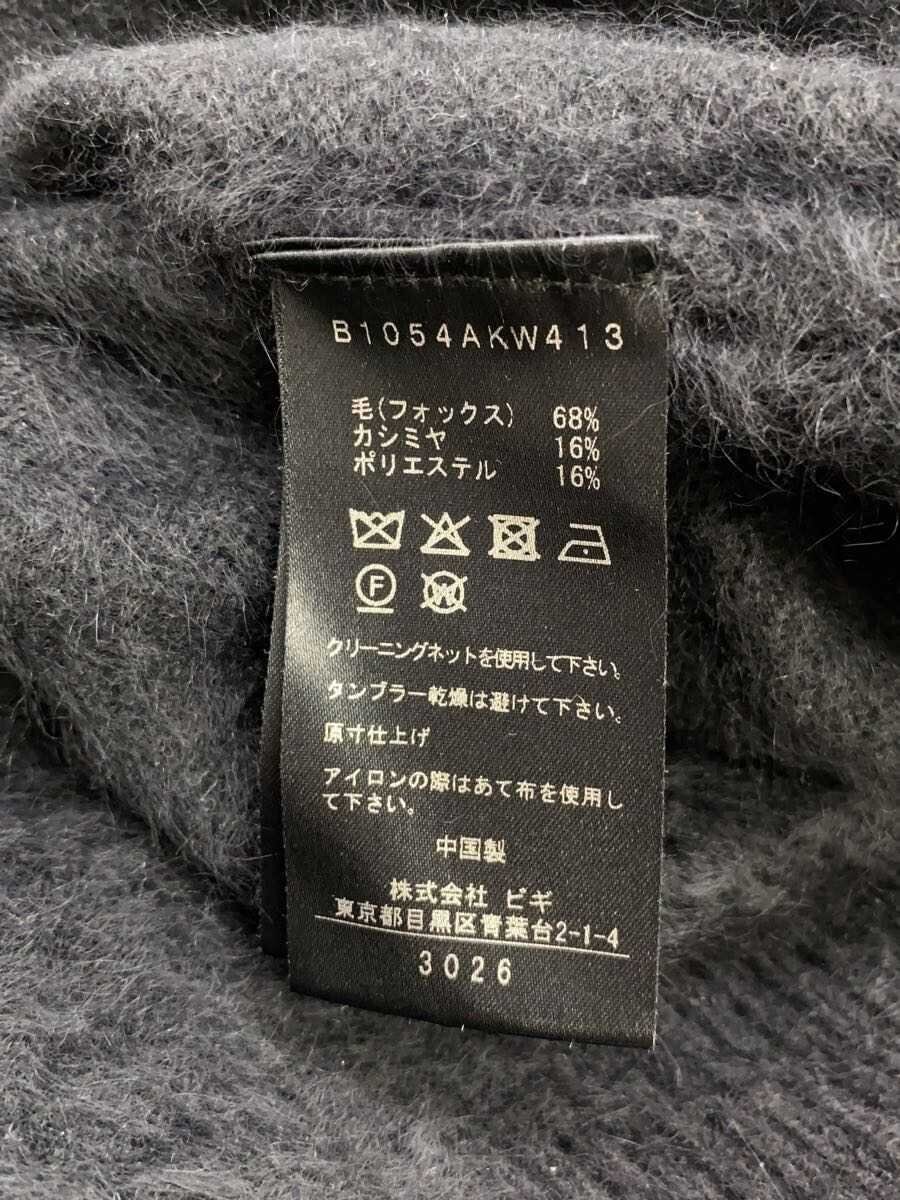 B1054AKW413
毛(フォックス) 68%
カシミヤ 16%
ポリエステル 16%
F W
クリーニングネットを使用して下さい。
タンブラー乾燥は避けて下さい。
原寸仕上げ
アイロンの際はあて布を使用し
て下さい。
中国製
株式会社 ビギ
東京都目黒区青葉台2-1-4
3026